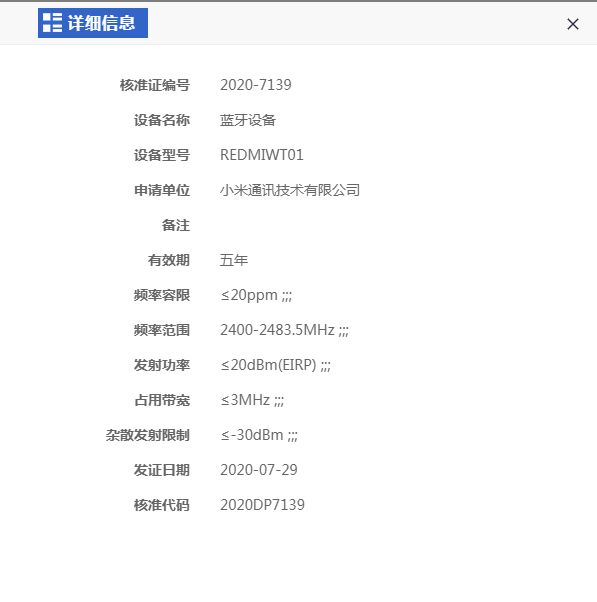 详细信息
核准证编号 2020-7139
设备名称 蓝牙设备
设备型号 REDMIWT01
申请单位 小米通讯技术有限公司
备注
有效期 五年
频率容限 ≤20ppm ;;;
频率范围 2400-2483.5MHz ;;;
发射功率 ≤20dBm(EIRP) ;;;
占用带宽 ≤3MHz ;;;
杂散发射限制 ≤-30dBm ;;;
发证日期 2020-07-29
核准代码 2020DP7139